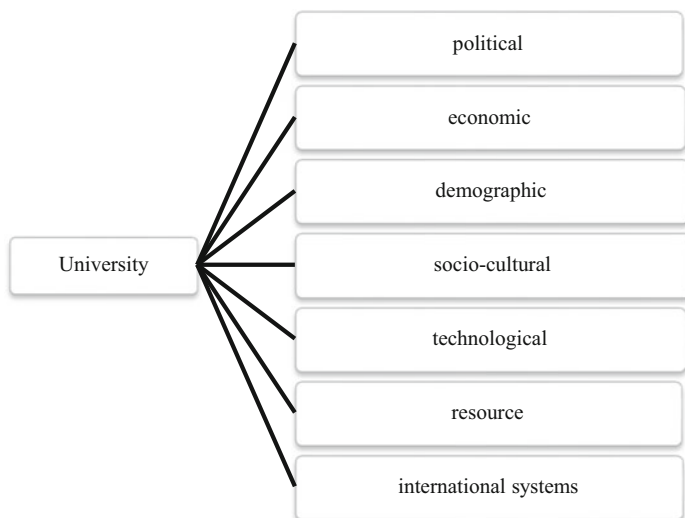 political
economic
demographic
University
socio-cultural
technological
resource
international systems